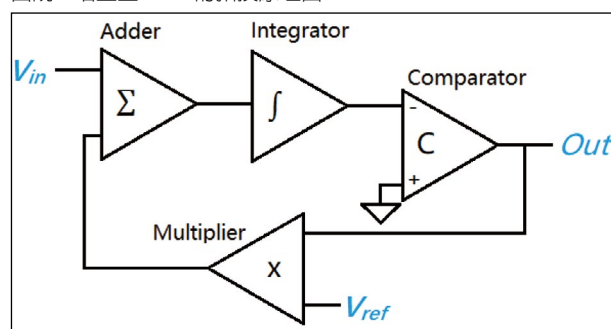 Adder
Integrator
Comparator
Vin
Σ
∫
-
C
+
Out
Multiplier
x
Vref